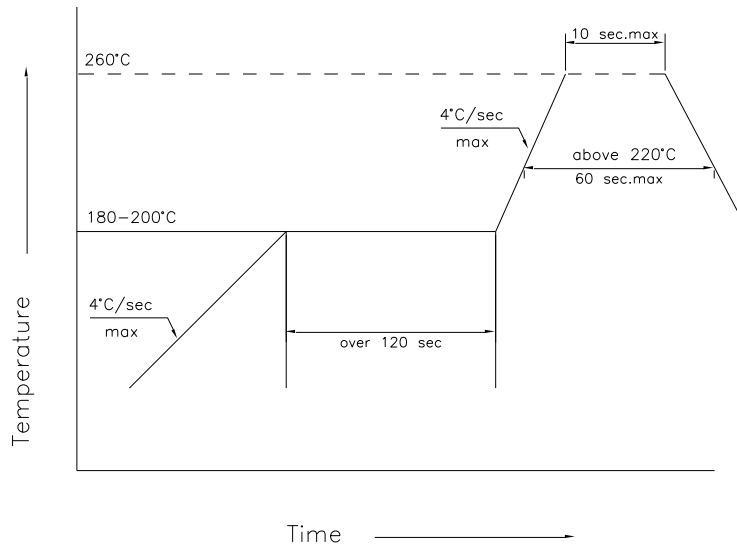 10 sec.max
260°C
4°C/sec
max
above 220°C
60 sec.max
180-200°C
4°C/sec
max
over 120 sec
Temperature
Time